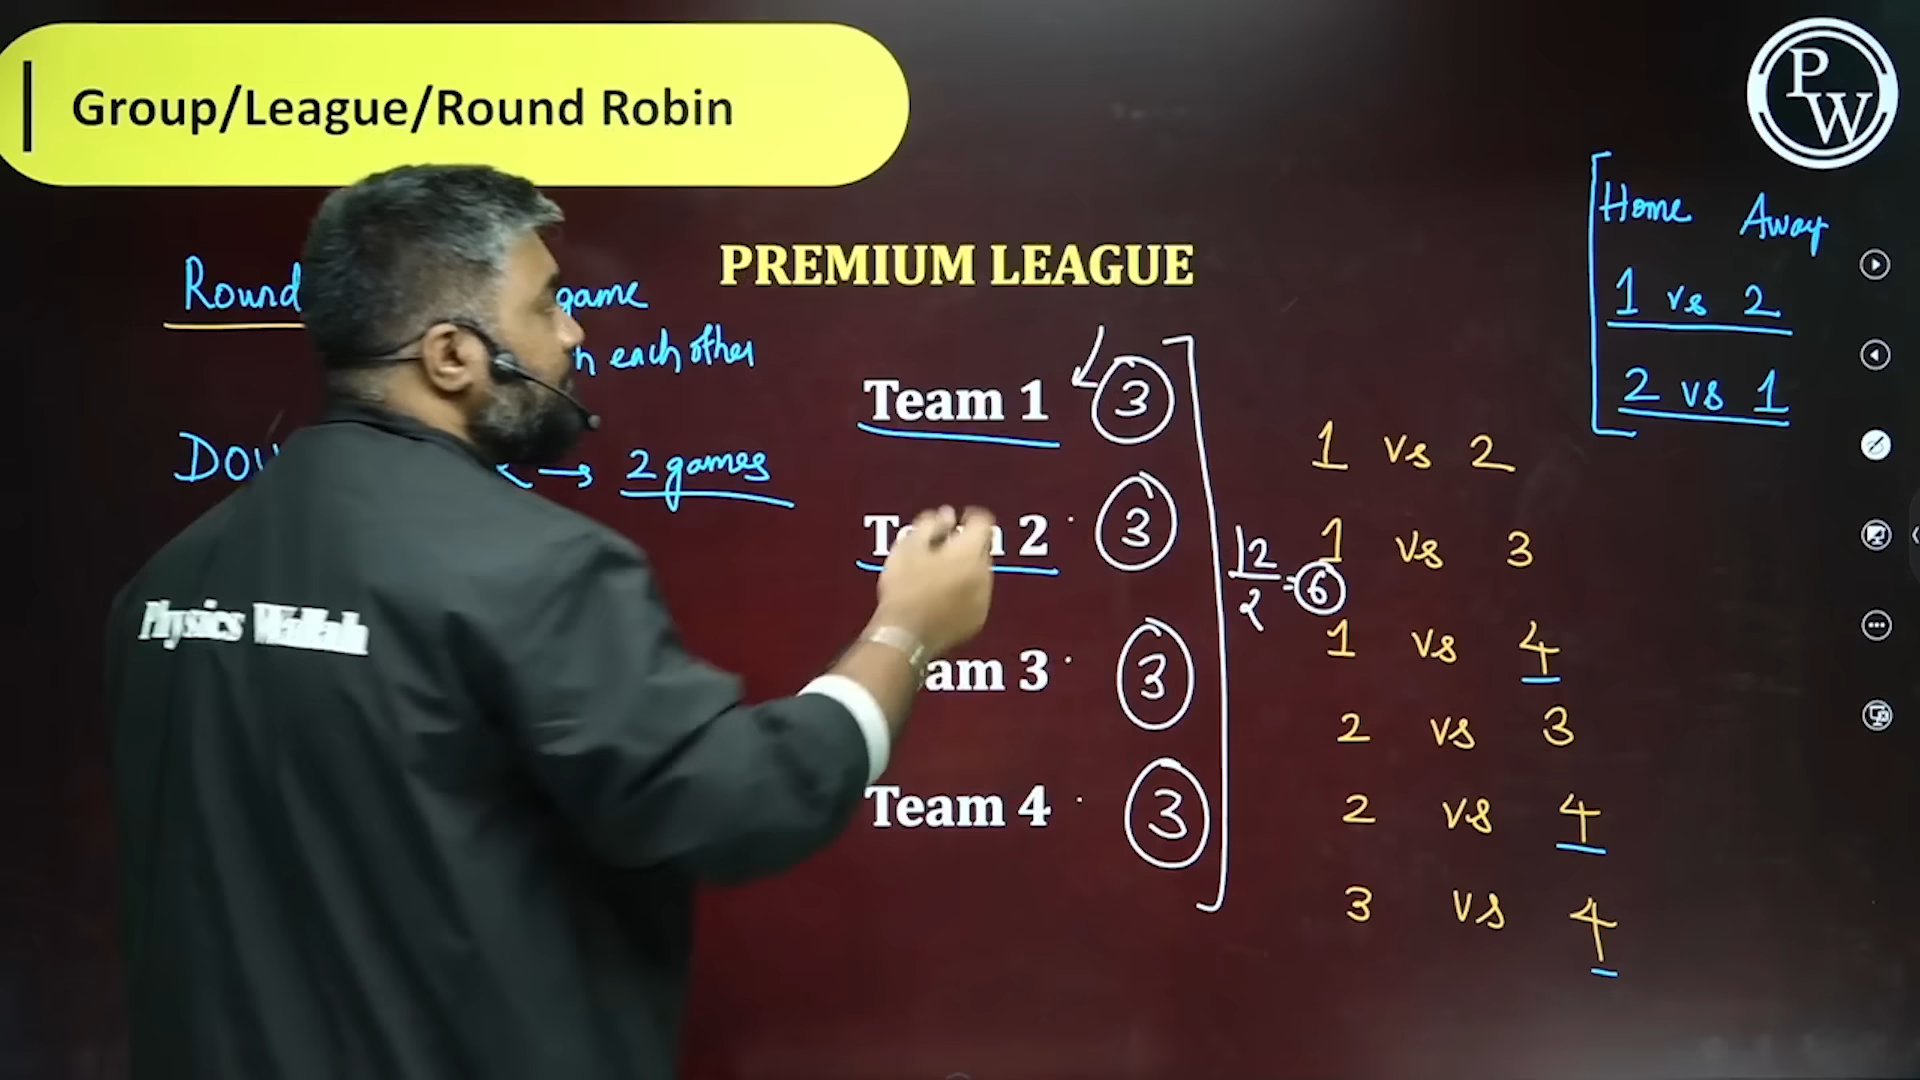 Group/League/Round Robin
P
W
Home Away
1 vs 2
2 vs 1
PREMIUM LEAGUE
Round game
each other
2 games
Team 1 3
Team 2 3
Team 3 3
Team 4 3
12
2
= 6
1 vs 2
1 vs 3
1 vs 4
2 vs 3
2 vs 4
3 vs 4
Physics Wallah